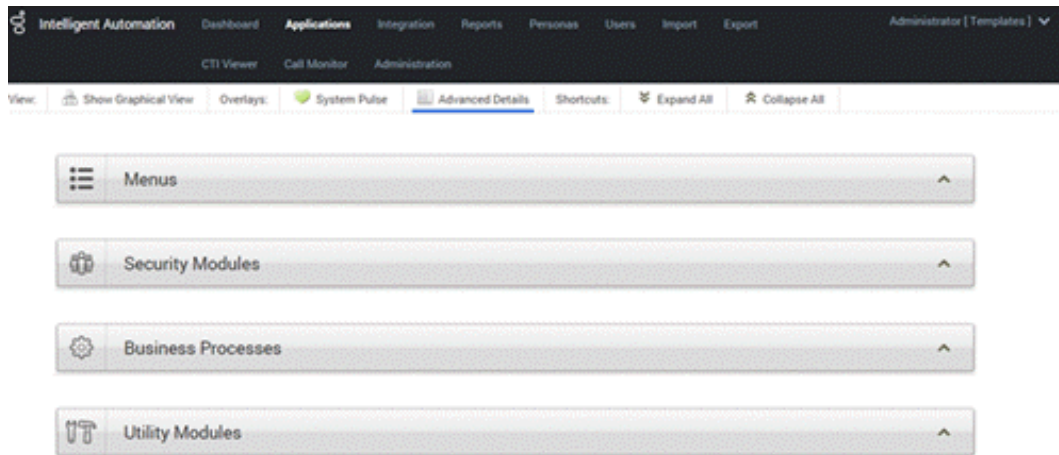 Intelligent Automation Dashboard Applications Integration Reports Personas Users Import Export Administrator [ Templates ]
CTI Viewer Call Monitor Administration
View: Show Graphical View Overlays: System Pulse Advanced Details Shortcuts: Expand All Collapse All
Menus
Security Modules
Business Processes
Utility Modules